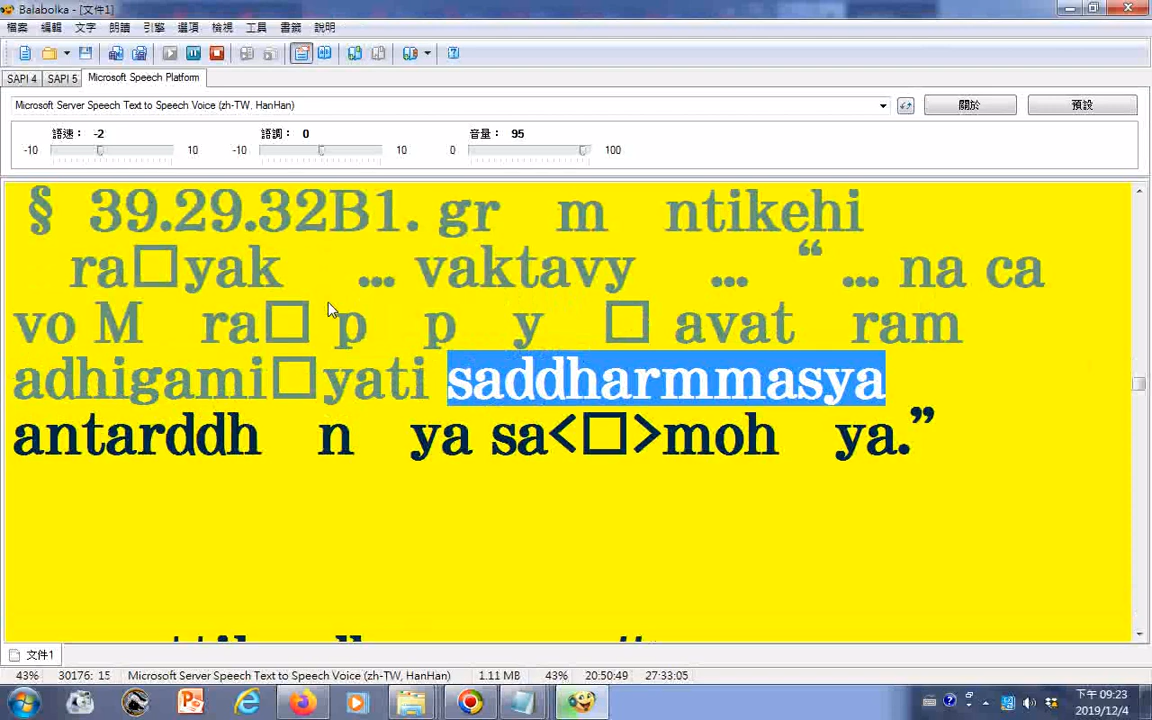 Balabolka - [文件1]
檔案 編輯 文字 朗讀 引擎 選項 檢視 工具 書籤 說明
SAPI 4 SAPI 5 Microsoft Speech Platform
Microsoft Server Speech Text to Speech Voice (zh-TW, HanHan) 關於 預設
語速： -2 語調： 0 音量： 95
-10 10 -10 10 0 100
§ 39.29.32B1. gr m ntikehi
ra□yak ... vaktavy ... “ ... na ca
vo M ra□ p p y □ avat ram
adhigami□yati saddharmmasya
antarddh n ya sa<□>moh ya.”
文件1
43% 30176: 15 Microsoft Server Speech Text to Speech Voice (zh-TW, HanHan) 1.11 MB 43% 20:50:49 27:33:05
下午 09:23
2019/12/4